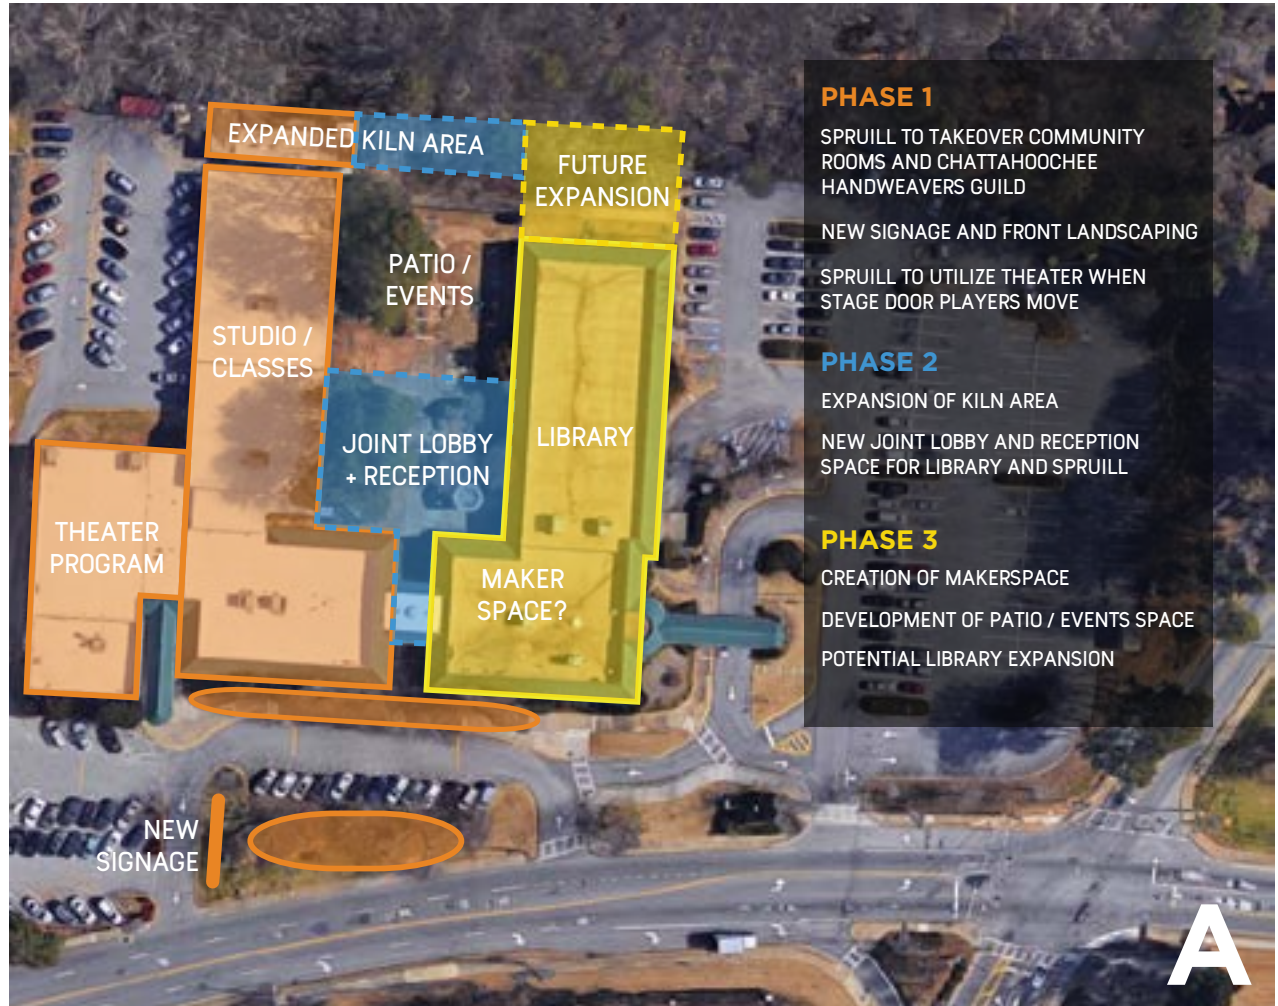 EXPANDED KILN AREA
FUTURE
EXPANSION
PATIO /
EVENTS
STUDIO /
CLASSES
JOINT LOBBY
+ RECEPTION
LIBRARY
THEATER
PROGRAM
MAKER
SPACE?
NEW
SIGNAGE
PHASE 1
SPRUILL TO TAKEOVER COMMUNITY
ROOMS AND CHATTAHOOCHEE
HANDWEAVERS GUILD
NEW SIGNAGE AND FRONT LANDSCAPING
SPRUILL TO UTILIZE THEATER WHEN
STAGE DOOR PLAYERS MOVE
PHASE 2
EXPANSION OF KILN AREA
NEW JOINT LOBBY AND RECEPTION
SPACE FOR LIBRARY AND SPRUILL
PHASE 3
CREATION OF MAKERSPACE
DEVELOPMENT OF PATIO / EVENTS SPACE
POTENTIAL LIBRARY EXPANSION
A